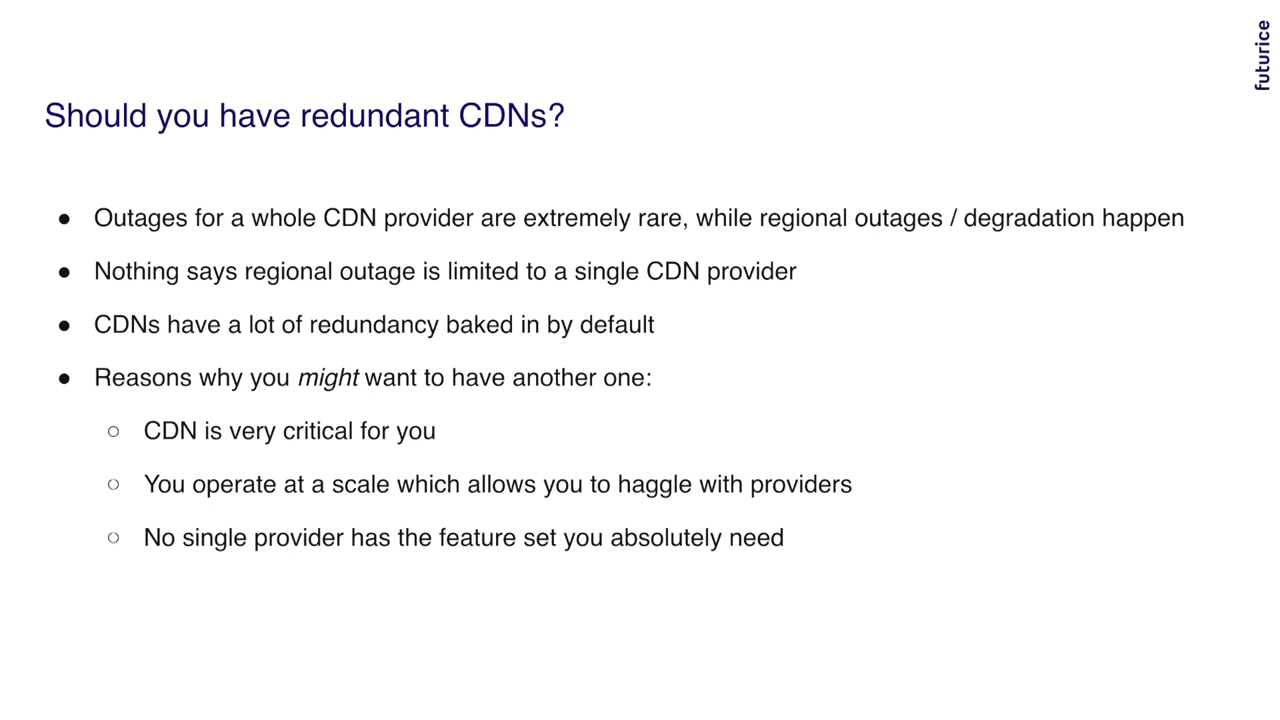 futurice
Should you have redundant CDNs?
● Outages for a whole CDN provider are extremely rare, while regional outages / degradation happen
● Nothing says regional outage is limited to a single CDN provider
● CDNs have a lot of redundancy baked in by default
● Reasons why you might want to have another one:
○ CDN is very critical for you
○ You operate at a scale which allows you to haggle with providers
○ No single provider has the feature set you absolutely need